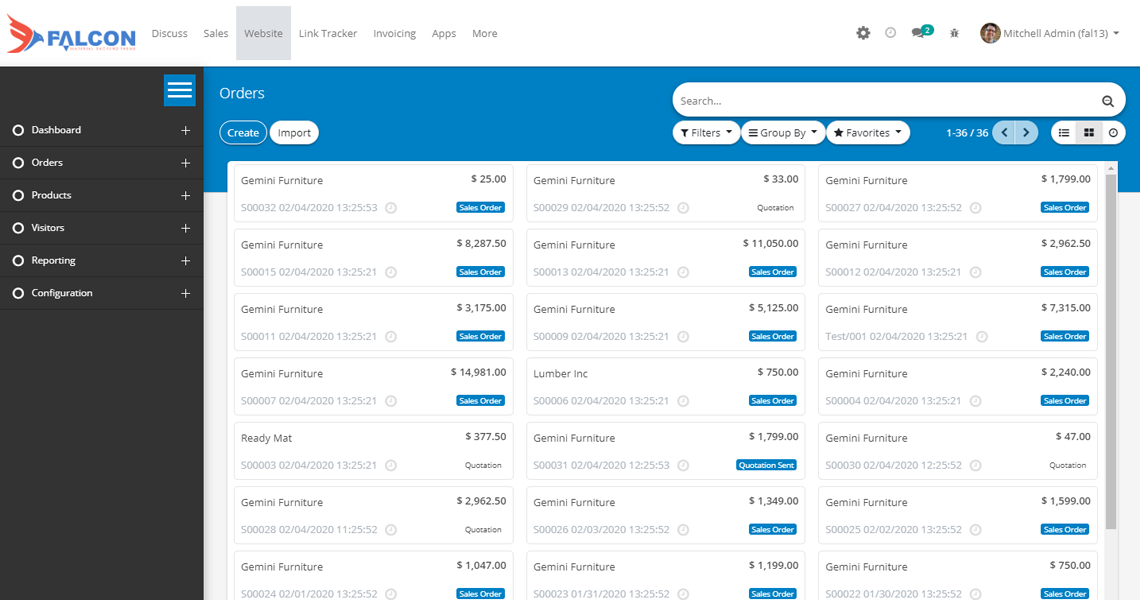 FALCON
Discuss Sales Website Link Tracker Invoicing Apps More
2
Mitchell Admin (fal13)
Dashboard
Orders
Products
Visitors
Reporting
Configuration
Orders
Search...
Create Import
Filters Group By Favorites 1-36 / 36
Gemini Furniture $ 25.00
S00032 02/04/2020 13:25:53 Sales Order
Gemini Furniture $ 33.00
S00029 02/04/2020 13:25:52 Quotation
Gemini Furniture $ 1,799.00
S00027 02/04/2020 13:25:52 Sales Order
Gemini Furniture $ 8,287.50
S00015 02/04/2020 13:25:21 Sales Order
Gemini Furniture $ 11,050.00
S00013 02/04/2020 13:25:21 Sales Order
Gemini Furniture $ 2,962.50
S00012 02/04/2020 13:25:21 Sales Order
Gemini Furniture $ 3,175.00
S00011 02/04/2020 13:25:21 Sales Order
Gemini Furniture $ 5,125.00
S00009 02/04/2020 13:25:21 Sales Order
Gemini Furniture $ 7,315.00
Test/001 02/04/2020 13:25:21 Sales Order
Gemini Furniture $ 14,981.00
S00007 02/04/2020 13:25:21 Sales Order
Lumber Inc $ 750.00
S00006 02/04/2020 13:25:21 Sales Order
Gemini Furniture $ 2,240.00
S00004 02/04/2020 13:25:21 Sales Order
Ready Mat $ 377.50
S00003 02/04/2020 13:25:21 Quotation
Gemini Furniture $ 1,799.00
S00031 02/04/2020 12:25:53 Quotation Sent
Gemini Furniture $ 47.00
S00030 02/04/2020 12:25:52 Quotation
Gemini Furniture $ 2,962.50
S00028 02/04/2020 11:25:52 Quotation
Gemini Furniture $ 1,349.00
S00026 02/03/2020 13:25:52 Sales Order
Gemini Furniture $ 1,599.00
S00025 02/02/2020 13:25:52 Sales Order
Gemini Furniture $ 1,047.00
S00024 02/01/2020 13:25:52 Sales Order
Gemini Furniture $ 1,199.00
S00023 01/31/2020 13:25:52 Sales Order
Gemini Furniture $ 750.00
S00022 01/30/2020 13:25:52 Sales Order